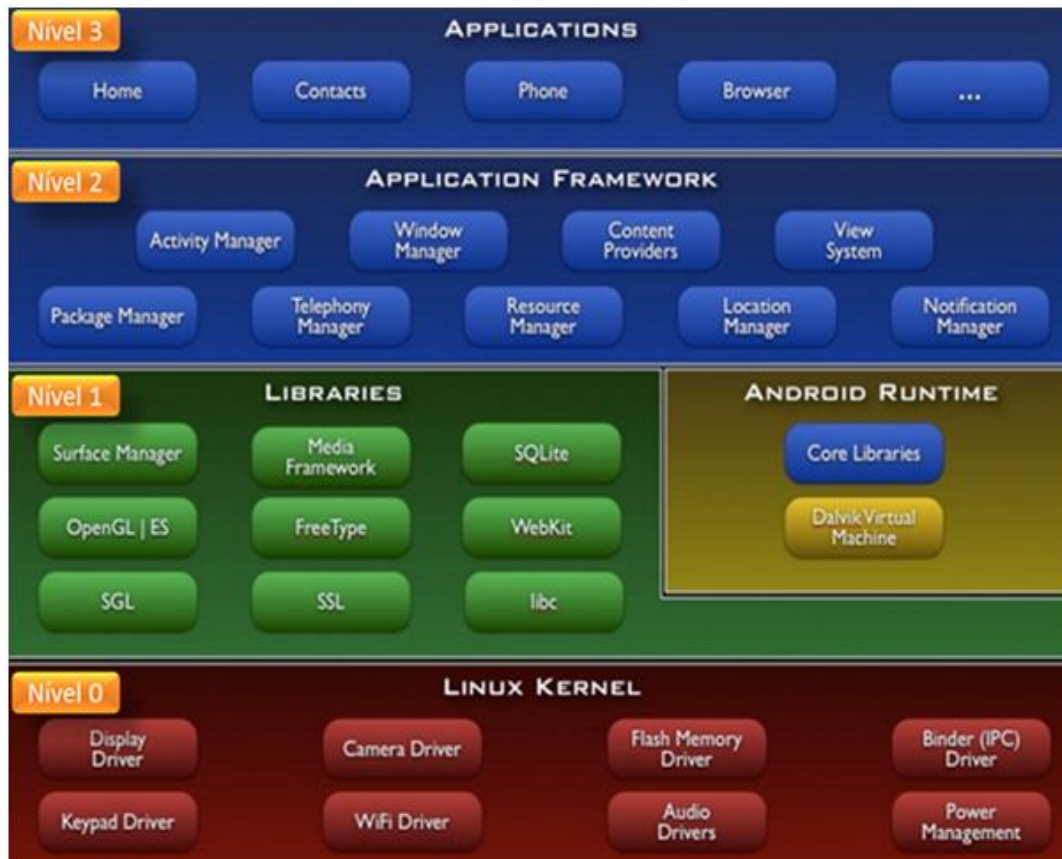 Nível 3
APPLICATIONS
Home
Contacts
Phone
Browser
...
Nível 2
APPLICATION FRAMEWORK
Activity Manager
Window
Manager
Content
Providers
View
System
Package Manager
Telephony
Manager
Resource
Manager
Location
Manager
Notification
Manager
Nível 1
LIBRARIES
Surface Manager
Media
Framework
SQLite
OpenGL | ES
FreeType
WebKit
SGL
SSL
libc
ANDROID RUNTIME
Core Libraries
Dalvik Virtual
Machine
Nível 0
LINUX KERNEL
Display
Driver
Camera Driver
Flash Memory
Driver
Binder (IPC)
Driver
Keypad Driver
WiFi Driver
Audio
Drivers
Power
Management